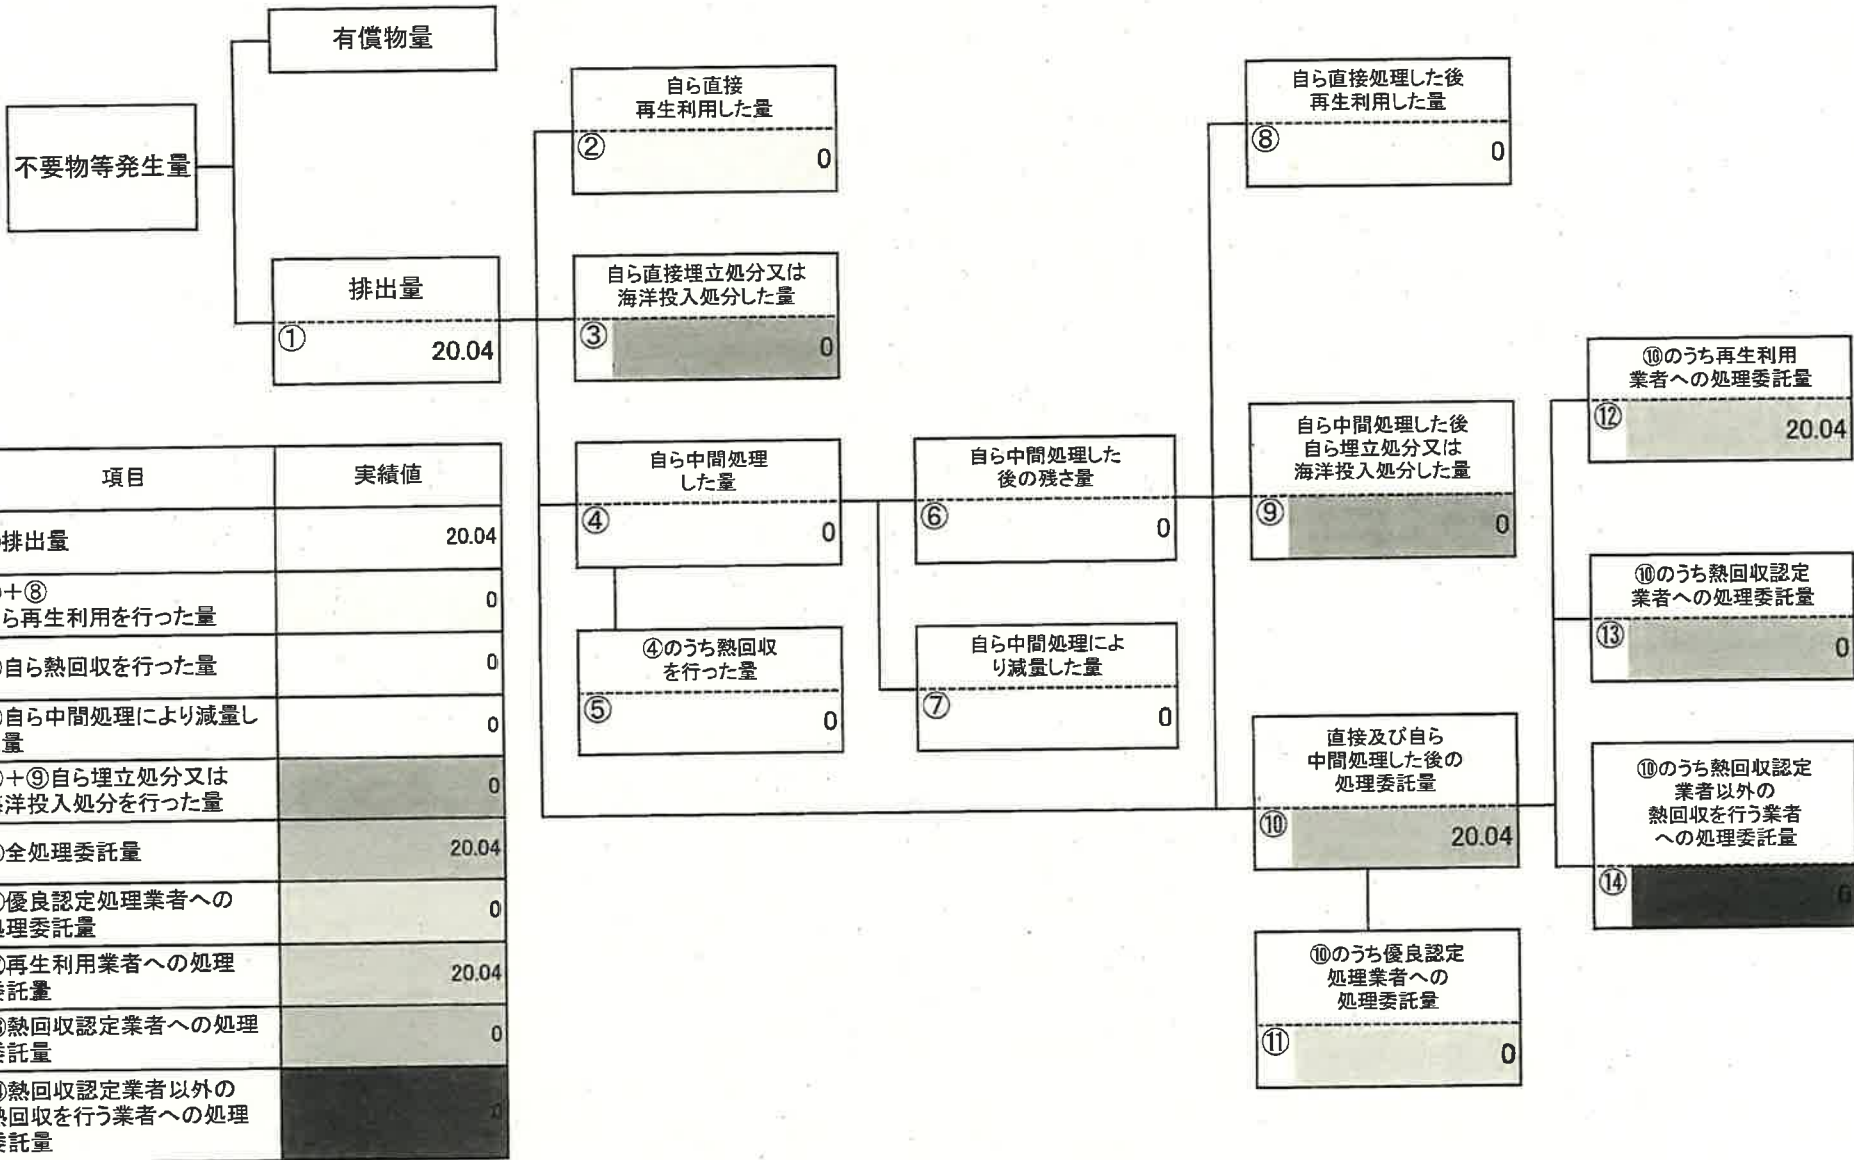 有償物量
不要物等発生量
排出量
①
20.04
自ら直接
再生利用した量
②
0
自ら直接埋立処分又は
海洋投入処分した量
③
0
自ら中間処理
した量
④
0
④のうち熱回収
を行った量
⑤
0
自ら中間処理した
後の残さ量
⑥
0
自ら中間処理によ
り減量した量
⑦
0
自ら直接処理した後
再生利用した量
⑧
0
自ら中間処理した後
自ら埋立処分又は
海洋投入処分した量
⑨
0
直接及び自ら
中間処理した後の
処理委託量
⑩
20.04
⑩のうち優良認定
処理業者への
処理委託量
⑪
0
⑩のうち再生利用
業者への処理委託量
⑫
20.04
⑩のうち熱回収認定
業者への処理委託量
⑬
0
⑩のうち熱回収認定
業者以外の
熱回収を行う業者
への処理委託量
⑭
0
項目 実績値
排出量 20.04
+⑧ 0
ら再生利用を行った量
自ら熱回収を行った量 0
自ら中間処理により減量し 0
量
+⑨自ら埋立処分又は 0
洋投入処分を行った量
全処理委託量 20.04
優良認定処理業者への 0
理委託量
再生利用業者への処理 20.04
託量
熱回収認定業者への処理 0
託量
熱回収認定業者以外の 0
回収を行う業者への処理
託量